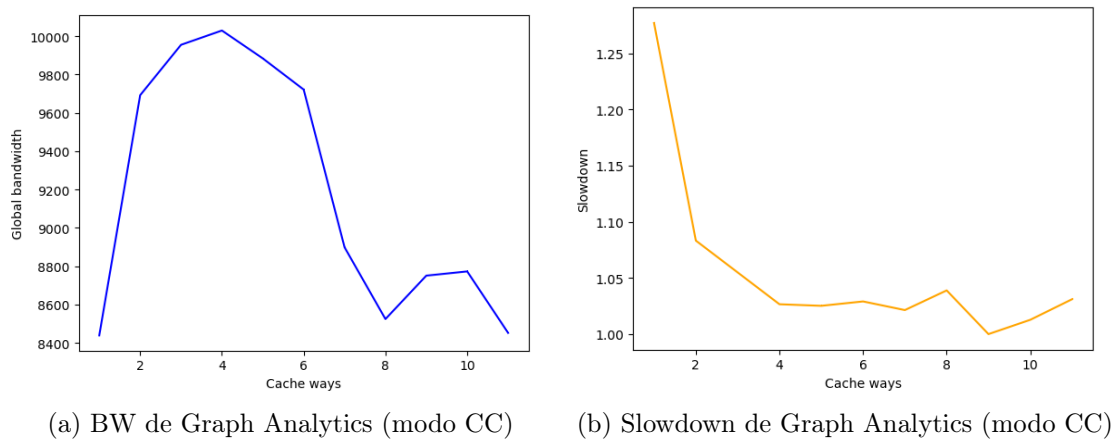 10000
9800
9600
9400
9200
9000
8800
8600
8400
Global bandwidth
2 4 6 8 10
Cache ways
(a) BW de Graph Analytics (modo CC)
1.25
1.20
1.15
1.10
1.05
1.00
Slowdown
2 4 6 8 10
Cache ways
(b) Slowdown de Graph Analytics (modo CC)